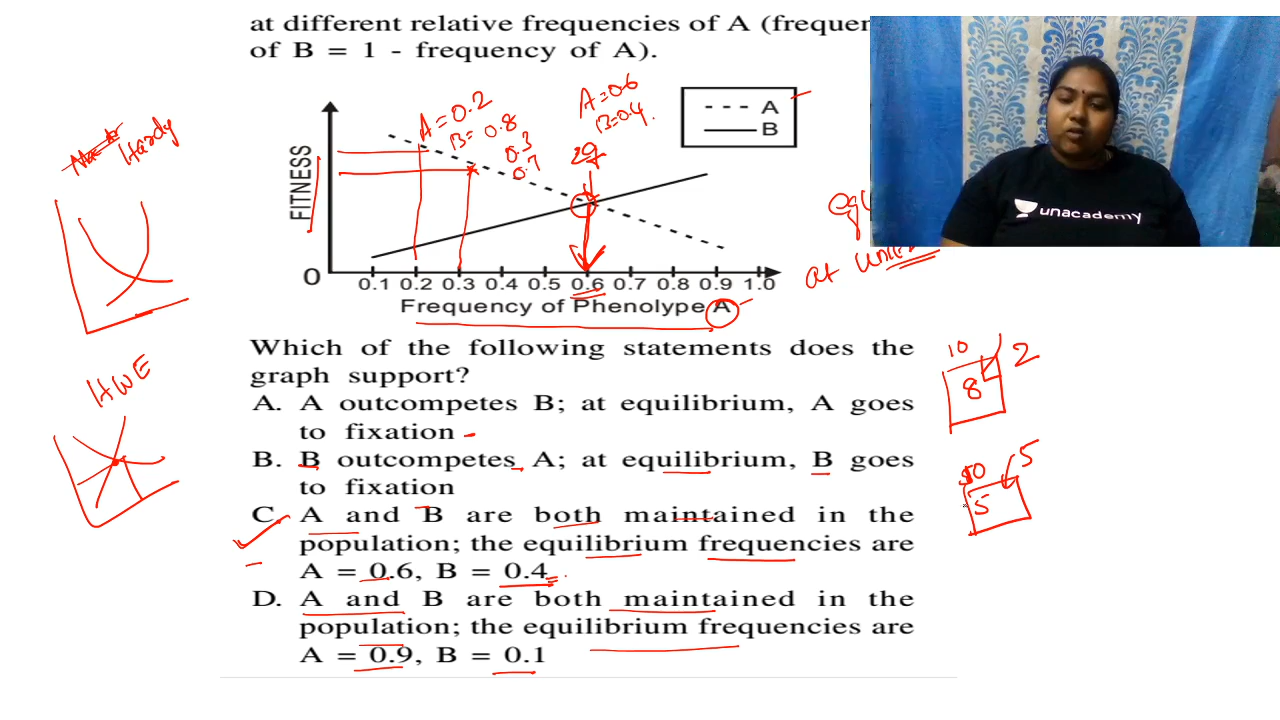 at different relative frequencies of A (frequen
of B = 1 - frequency of A).
A=0.2
B= 0.8
0.3
0.7
A=0.6
B=0.4.
A
B
Hardy
FITNESS
O
0.1 0.2 0.3 0.4 0.5 0.6 0.7 0.8 0.9 1.0
Frequency of Phenotype A
unacademy
at
HWE
Which of the following statements does the
graph support?
A. A outcompetes B; at equilibrium, A goes
to fixation
B. B outcompetes A; at equilibrium, B goes
to fixation
C. A and B are both maintained in the
population; the equilibrium frequencies are
A = 0.6, B = 0.4
D. A and B are both maintained in the
population; the equilibrium frequencies are
A = 0.9, B = 0.1
10
8
2
10
5
5